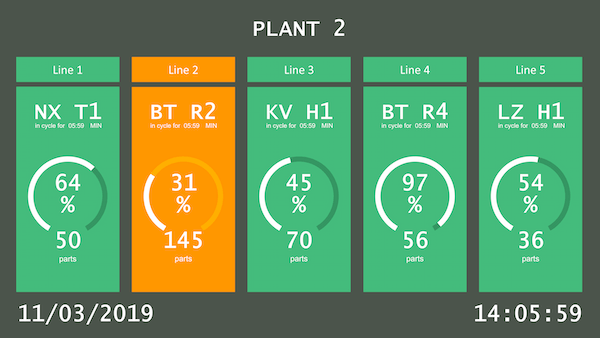 PLANT 2
Line 1
NX T1
in cycle for 05:59 MIN
64
%
50
parts
Line 2
BT R2
in cycle for 05:59 MIN
31
%
145
parts
Line 3
KV H1
in cycle for 05:59 MIN
45
%
70
parts
Line 4
BT R4
in cycle for 05:59 MIN
97
%
56
parts
Line 5
LZ H1
in cycle for 05:59 MIN
54
%
36
parts
11/03/2019
14:05:59